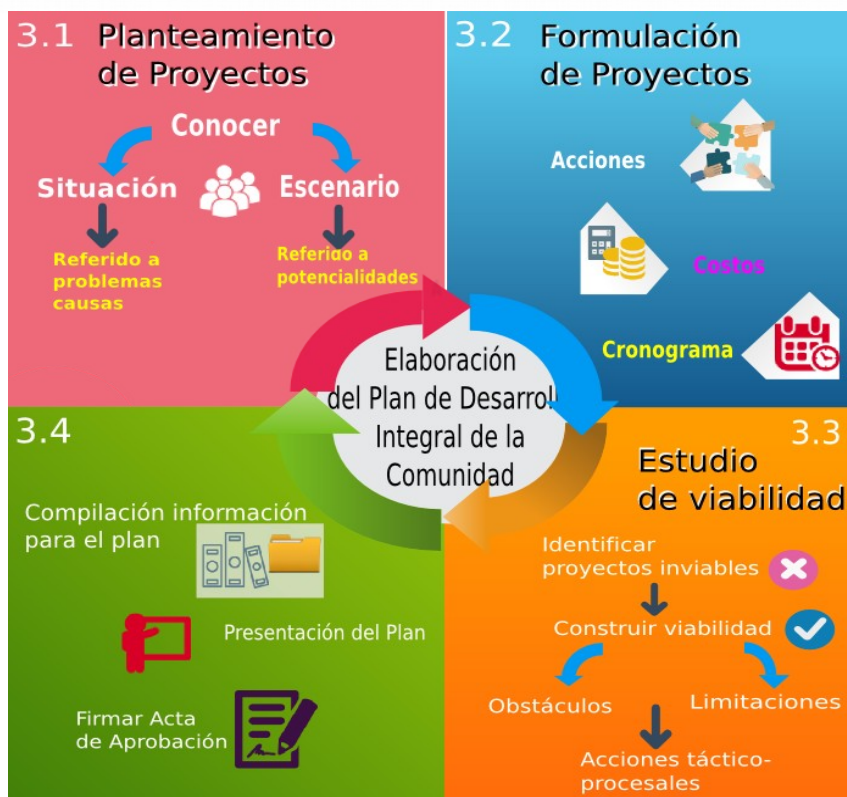 3.1 Planteamiento
de Proyectos
Conocer
Situación
Escenario
Referido a
problemas
causas
Referido a
potencialidades
3.2 Formulación
de Proyectos
Acciones
Costos
Cronograma
Elaboración
del Plan de Desarrol
Integral de la
Comunidad
3.3
Estudio
de viabilidad
Identificar
proyectos inviables
Construir viabilidad
Obstáculos
Limitaciones
Acciones táctico-
procesales
3.4
Compilación información
para el plan
Presentación del Plan
Firmar Acta
de Aprobación